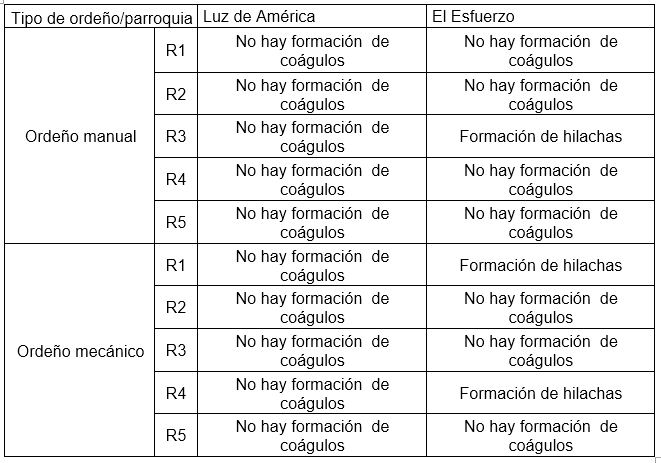 Tipo de ordeño/parroquia Luz de América El Esfuerzo
Ordeño manual
R1 No hay formación de coágulos No hay formación de coágulos
R2 No hay formación de coágulos No hay formación de coágulos
R3 No hay formación de coágulos Formación de hilachas
R4 No hay formación de coágulos No hay formación de coágulos
R5 No hay formación de coágulos No hay formación de coágulos
Ordeño mecánico
R1 No hay formación de coágulos Formación de hilachas
R2 No hay formación de coágulos No hay formación de coágulos
R3 No hay formación de coágulos No hay formación de coágulos
R4 No hay formación de coágulos Formación de hilachas
R5 No hay formación de coágulos No hay formación de coágulos